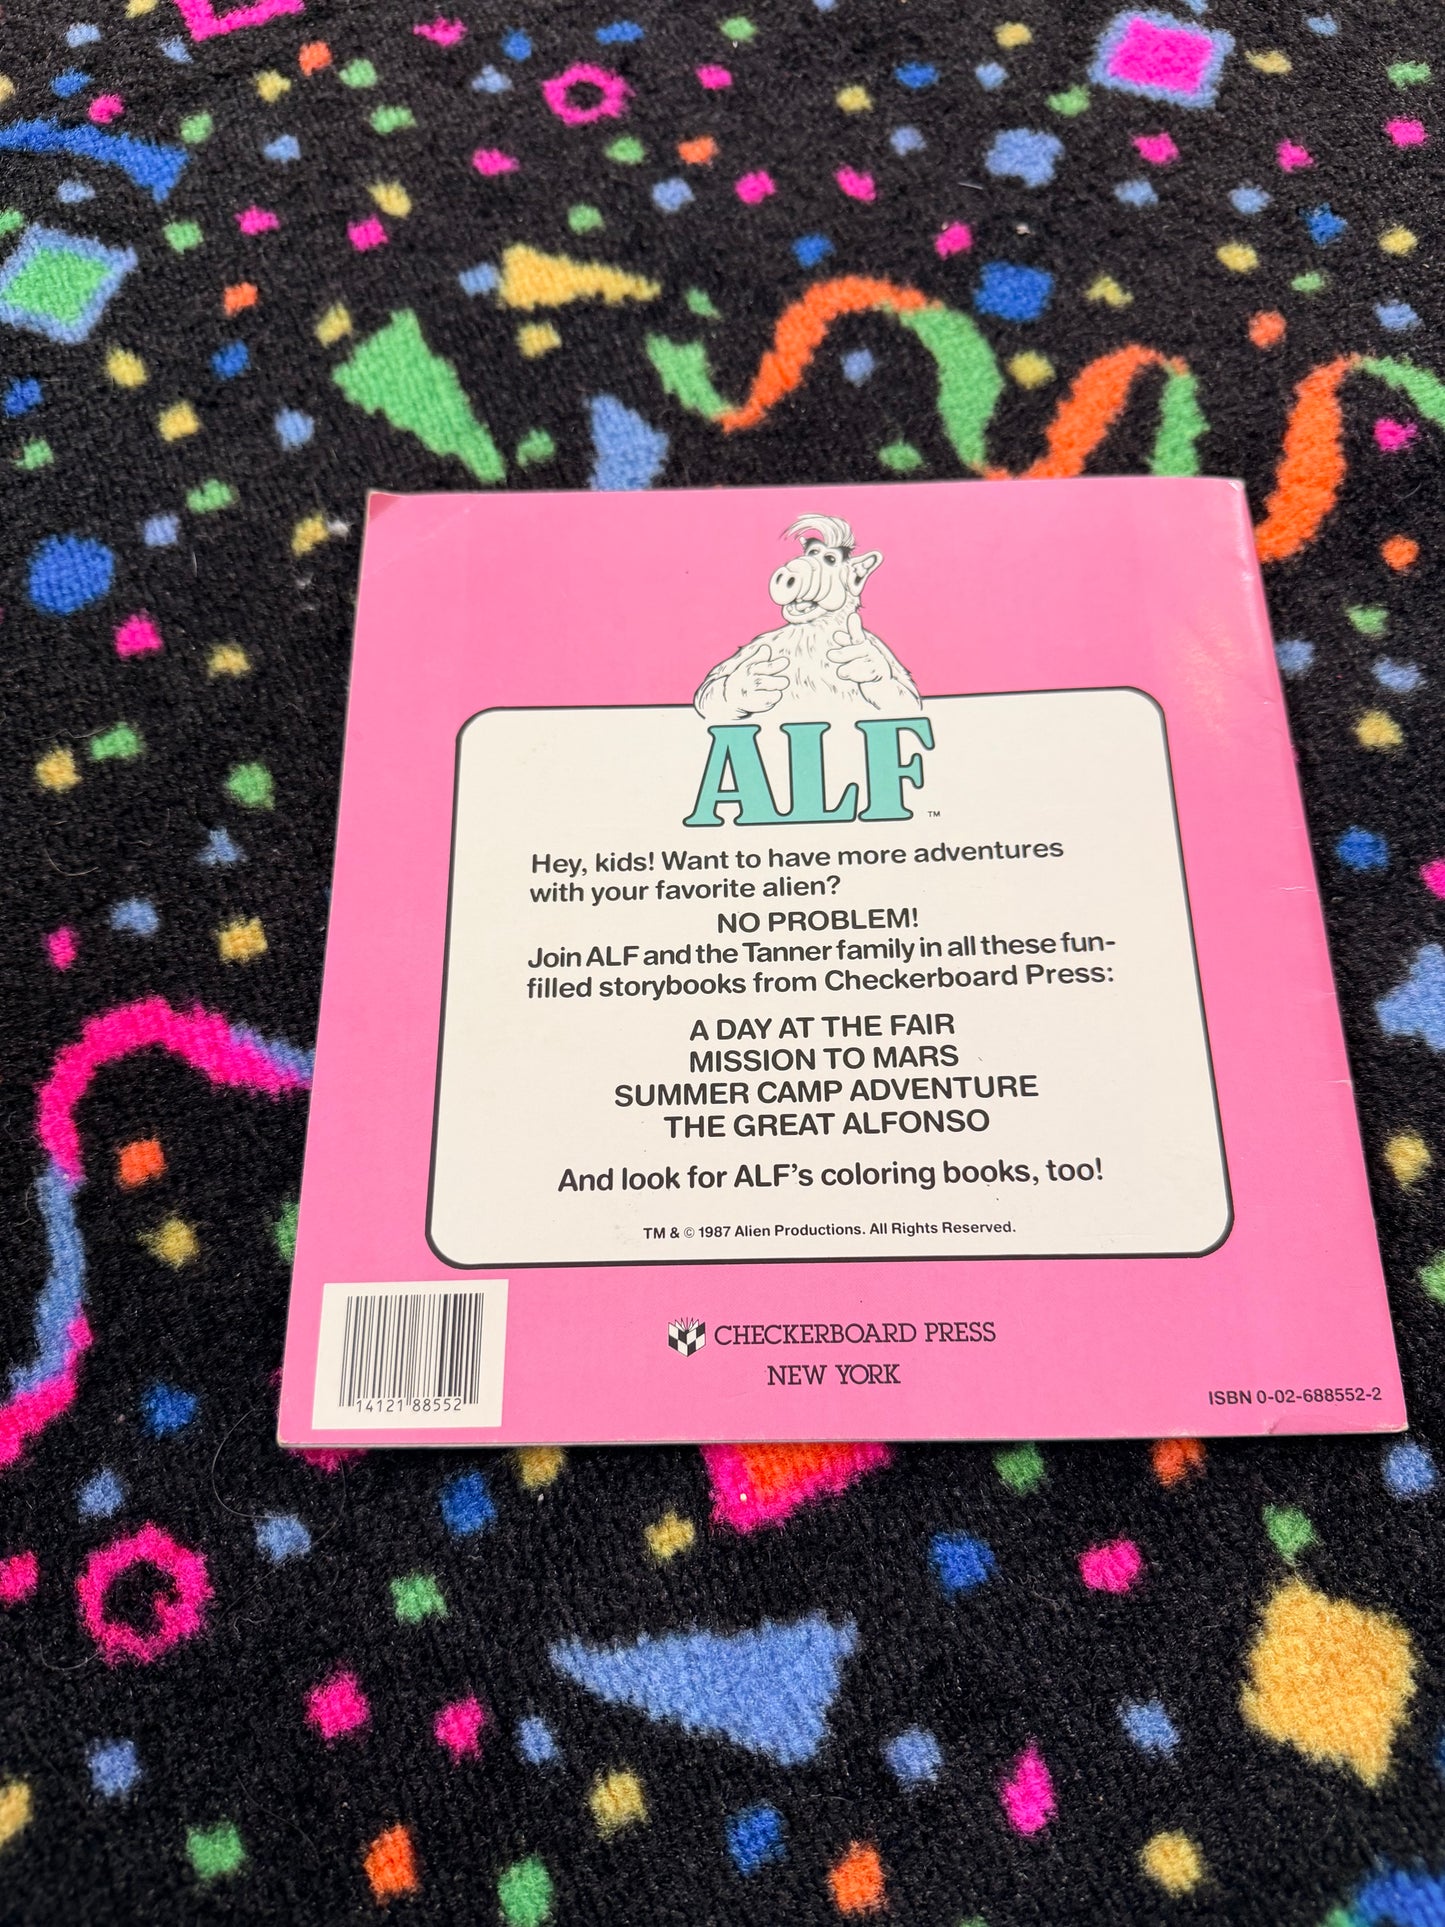 ALF™
Hey, kids! Want to have more adventures
with your favorite alien?
NO PROBLEM!
Join ALF and the Tanner family in all these fun-
filled storybooks from Checkerboard Press:
A DAY AT THE FAIR
MISSION TO MARS
SUMMER CAMP ADVENTURE
THE GREAT ALFONSO
And look for ALF's coloring books, too!
TM & © 1987 Alien Productions. All Rights Reserved.
CHECKERBOARD PRESS
NEW YORK
14121 88552
ISBN 0-02-688552-2